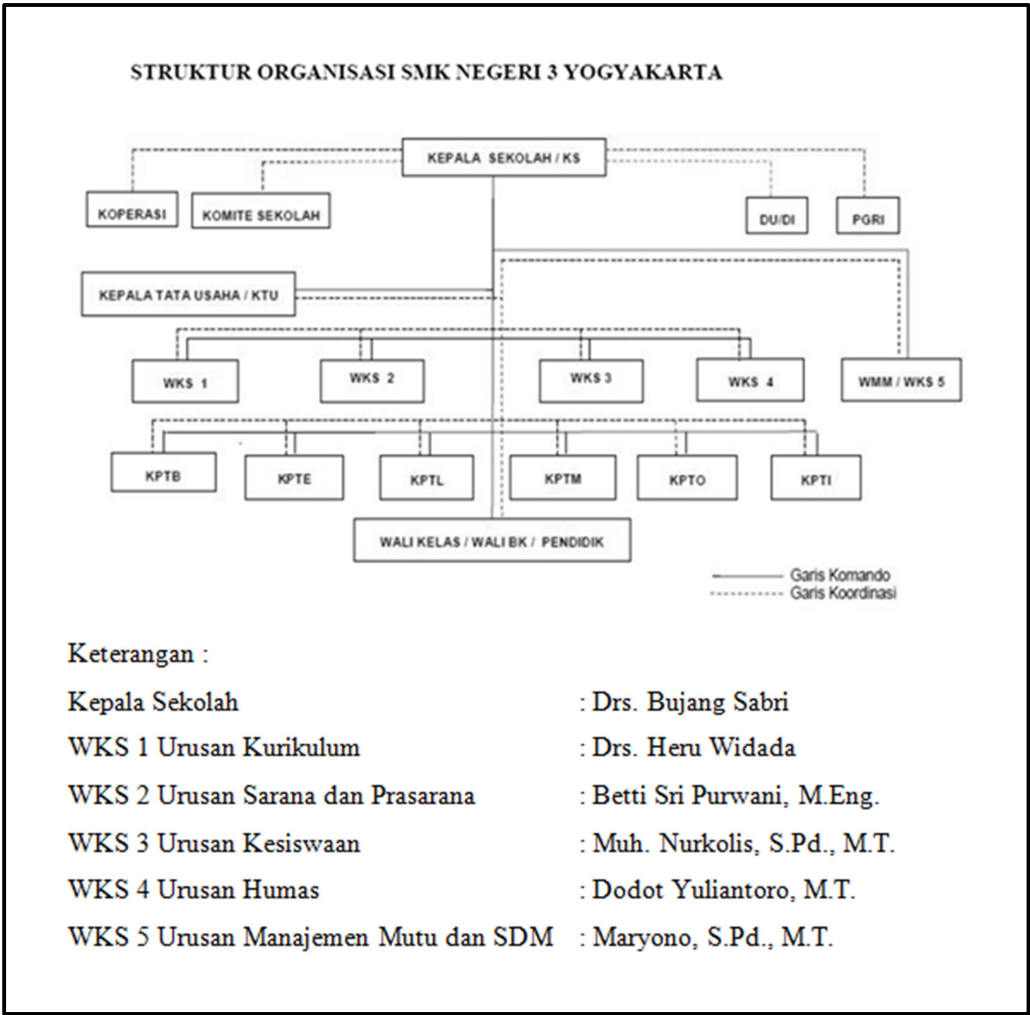 STRUKTUR ORGANISASI SMK NEGERI 3 YOGYAKARTA
KEPALA SEKOLAH / KS
KOPERASI
KOMITE SEKOLAH
DU/DI
PGRI
KEPALA TATA USAHA / KTU
WKS 1
WKS 2
WKS 3
WKS 4
WMM / WKS 5
KPTB
KPTE
KPTL
KPTM
KPTO
KPTI
WALI KELAS / WALI BK / PENDIDIK
Garis Komando
Garis Koordinasi
Keterangan :
Kepala Sekolah : Drs. Bujang Sabri
WKS 1 Urusan Kurikulum : Drs. Heru Widada
WKS 2 Urusan Sarana dan Prasarana : Betti Sri Purwani, M.Eng.
WKS 3 Urusan Kesiswaan : Muh. Nurkolis, S.Pd., M.T.
WKS 4 Urusan Humas : Dodot Yuliantoro, M.T.
WKS 5 Urusan Manajemen Mutu dan SDM : Maryono, S.Pd., M.T.